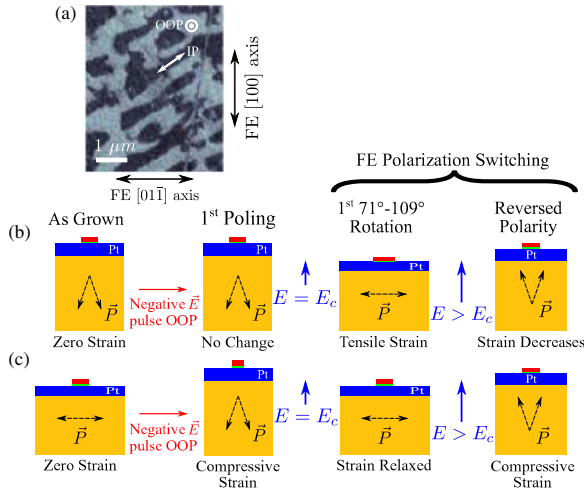 (a)
OOP
IP
1 μm
FE [100] axis
FE [011̄] axis
FE Polarization Switching
As Grown
1st Poling
1st 71°-109°
Rotation
Reversed
Polarity
(b)
Pt
P⃗
Zero Strain
Negative E⃗
pulse OOP
Pt
P⃗
No Change
E = Ec
Pt
P⃗
Tensile Strain
E > Ec
Pt
P⃗
Strain Decreases
(c)
Pt
P⃗
Zero Strain
Negative E⃗
pulse OOP
Pt
P⃗
Compressive
Strain
E = Ec
Pt
P⃗
Strain Relaxed
E > Ec
Pt
P⃗
Compressive
Strain